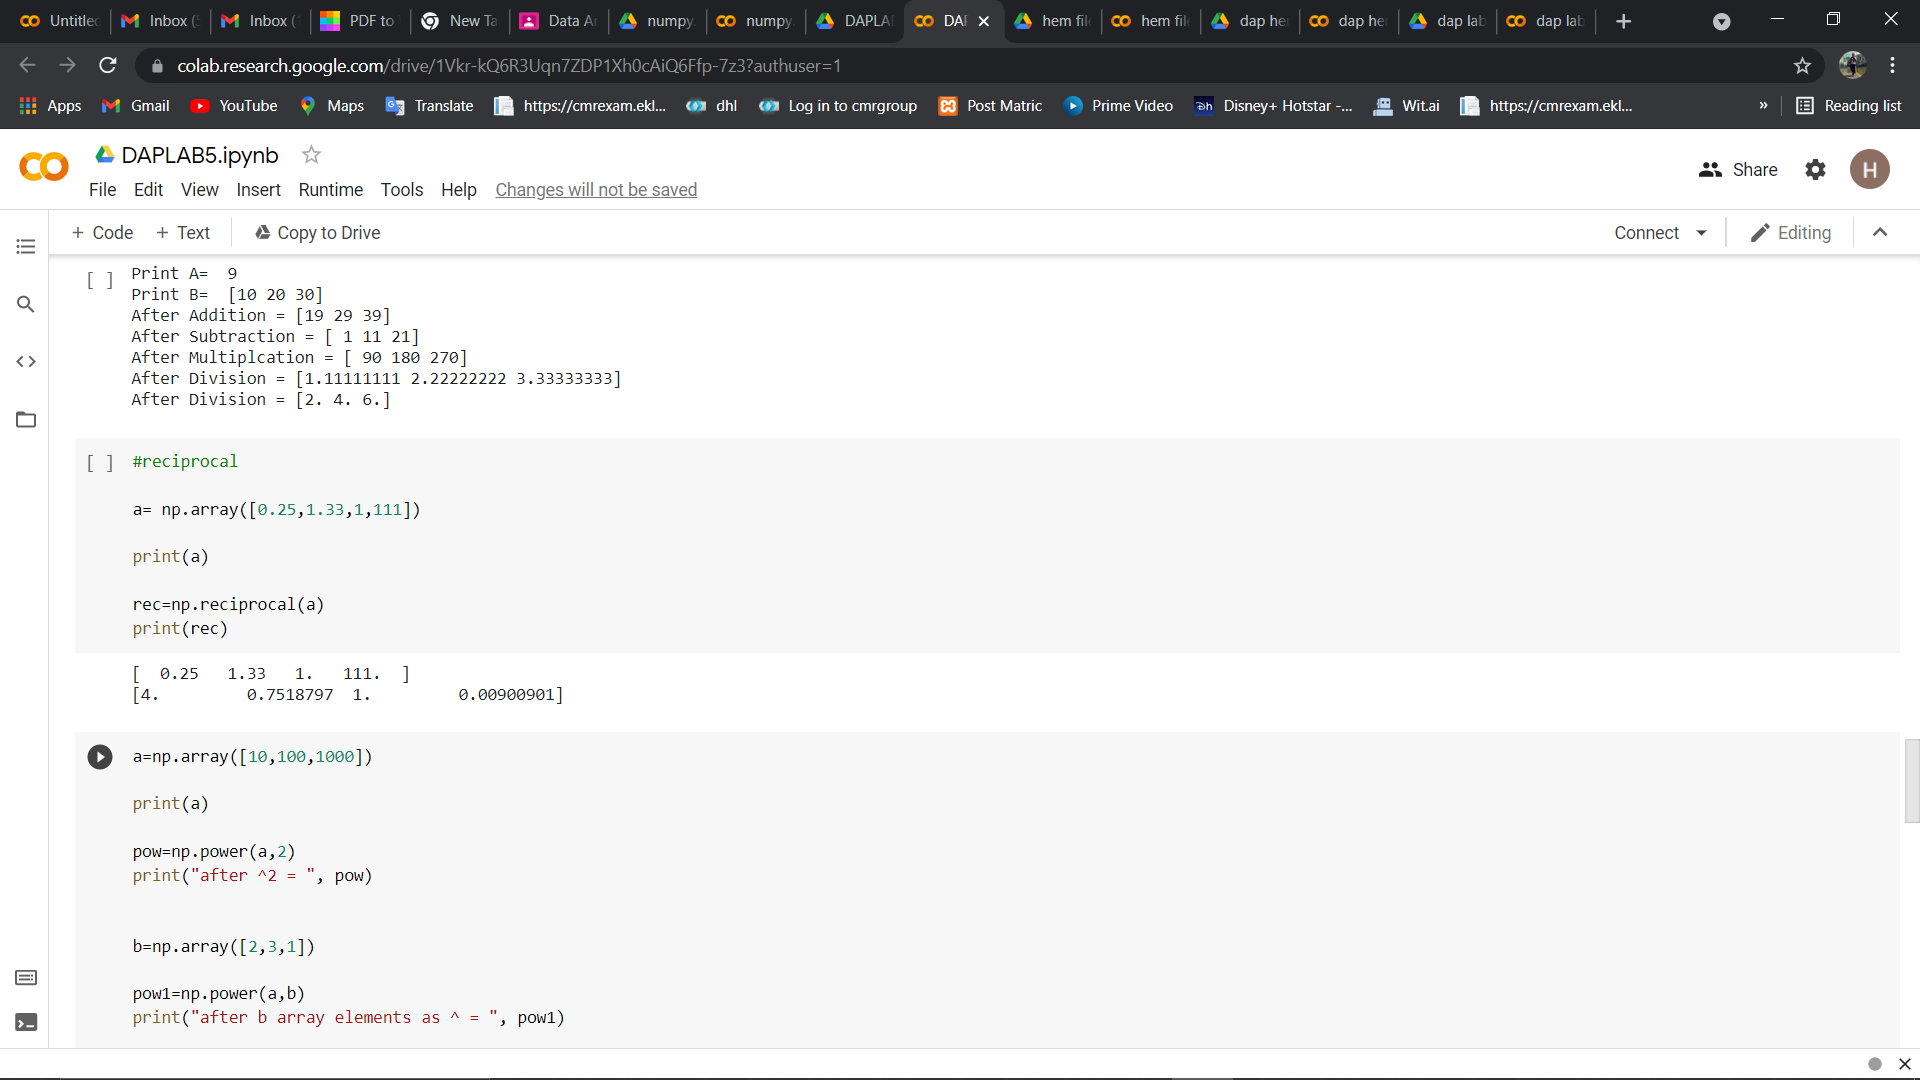 Untitle
Inbox (
Inbox (
PDF to
New Ta
Data A
numpy.
numpy.
DAPLA
DAP
hem fil
hem file
dap he
dap he
dap lab
dap lab
colab.research.google.com/drive/1Vkr-kQ6R3Uqn7ZDP1Xh0cAiQ6Ffp-7z3?authuser=1
Apps Gmail YouTube Maps Translate https://cmrexam.ekl... dhl Log in to cmrgroup Post Matric Prime Video Disney+ Hotstar -... Wit.ai https://cmrexam.ekl... » Reading list
DAPLAB5.ipynb
File Edit View Insert Runtime Tools Help Changes will not be saved
Share H
+ Code + Text Copy to Drive Connect Editing
[ ] Print A=  9
Print B=  [10 20 30]
After Addition = [19 29 39]
After Subtraction = [ 1 11 21]
After Multiplcation = [ 90 180 270]
After Division = [1.11111111 2.22222222 3.33333333]
After Division = [2. 4. 6.]
[ ] #reciprocal
a= np.array([0.25,1.33,1,111])
print(a)
rec=np.reciprocal(a)
print(rec)
[  0.25   1.33   1.   111.  ]
[4.         0.7518797  1.         0.00900901]
a=np.array([10,100,1000])
print(a)
pow=np.power(a,2)
print("after ^2 = ", pow)
b=np.array([2,3,1])
pow1=np.power(a,b)
print("after b array elements as ^ = ", pow1)